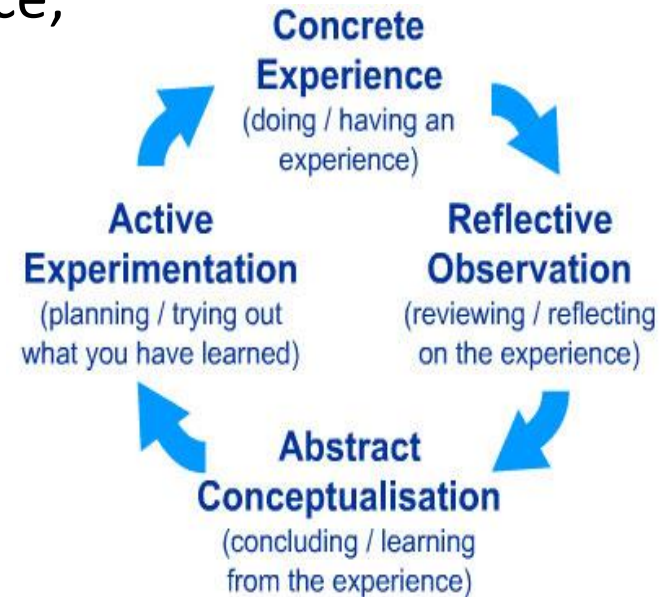 ce,
Concrete
Experience
(doing / having an
experience)
Reflective
Observation
(reviewing / reflecting
on the experience)
Abstract
Conceptualisation
(concluding / learning
from the experience)
Active
Experimentation
(planning / trying out
what you have learned)